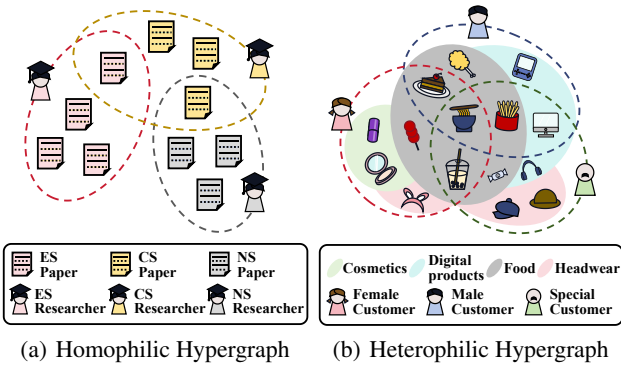 ES Paper
CS Paper
NS Paper
ES Researcher
CS Researcher
NS Researcher
(a) Homophilic Hypergraph
Cosmetics
Digital products
Food
Headwear
Female Customer
Male Customer
Special Customer
(b) Heterophilic Hypergraph